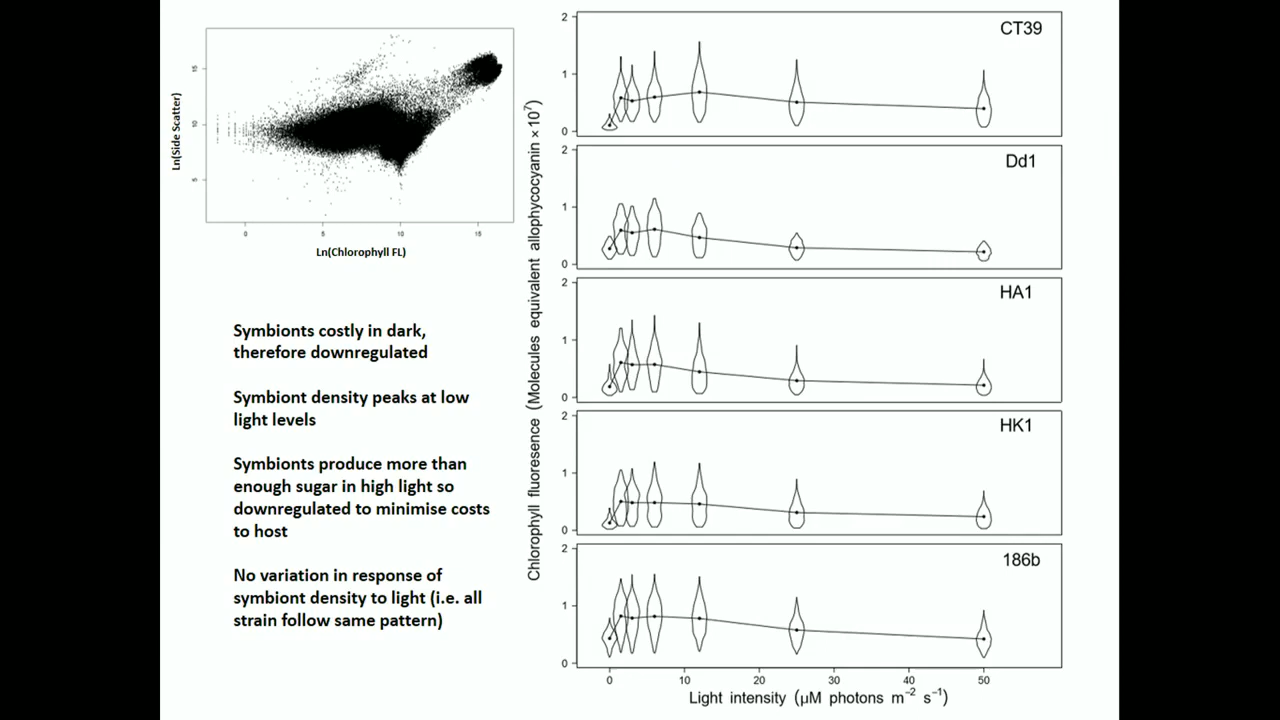 Ln(Side Scatter)
15
10
5
0
5
10
15
Ln(Chlorophyll FL)
Symbionts costly in dark,
therefore downregulated
Symbiont density peaks at low
light levels
Symbionts produce more than
enough sugar in high light so
downregulated to minimise costs
to host
No variation in response of
symbiont density to light (i.e. all
strain follow same pattern)
Chlorophyll fluoresence (Molecules equivalent allophycocyanin × 10⁷)
CT39
2
1
0
Dd1
2
1
0
HA1
2
1
0
HK1
2
1
0
186b
2
1
0
0 10 20 30 40 50
Light intensity (µM photons m⁻² s⁻¹)